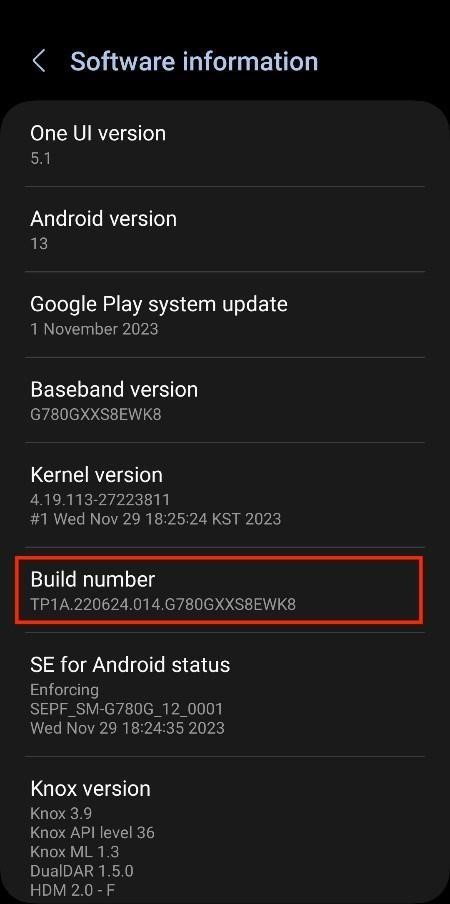 Software information
One UI version
5.1
Android version
13
Google Play system update
1 November 2023
Baseband version
G780GXXS8EWK8
Kernel version
4.19.113-27223811
#1 Wed Nov 29 18:25:24 KST 2023
Build number
TP1A.220624.014.G780GXXS8EWK8
SE for Android status
Enforcing
SEPF_SM-G780G_12_0001
Wed Nov 29 18:24:35 2023
Knox version
Knox 3.9
Knox API level 36
Knox ML 1.3
DualDAR 1.5.0
HDM 2.0 - F